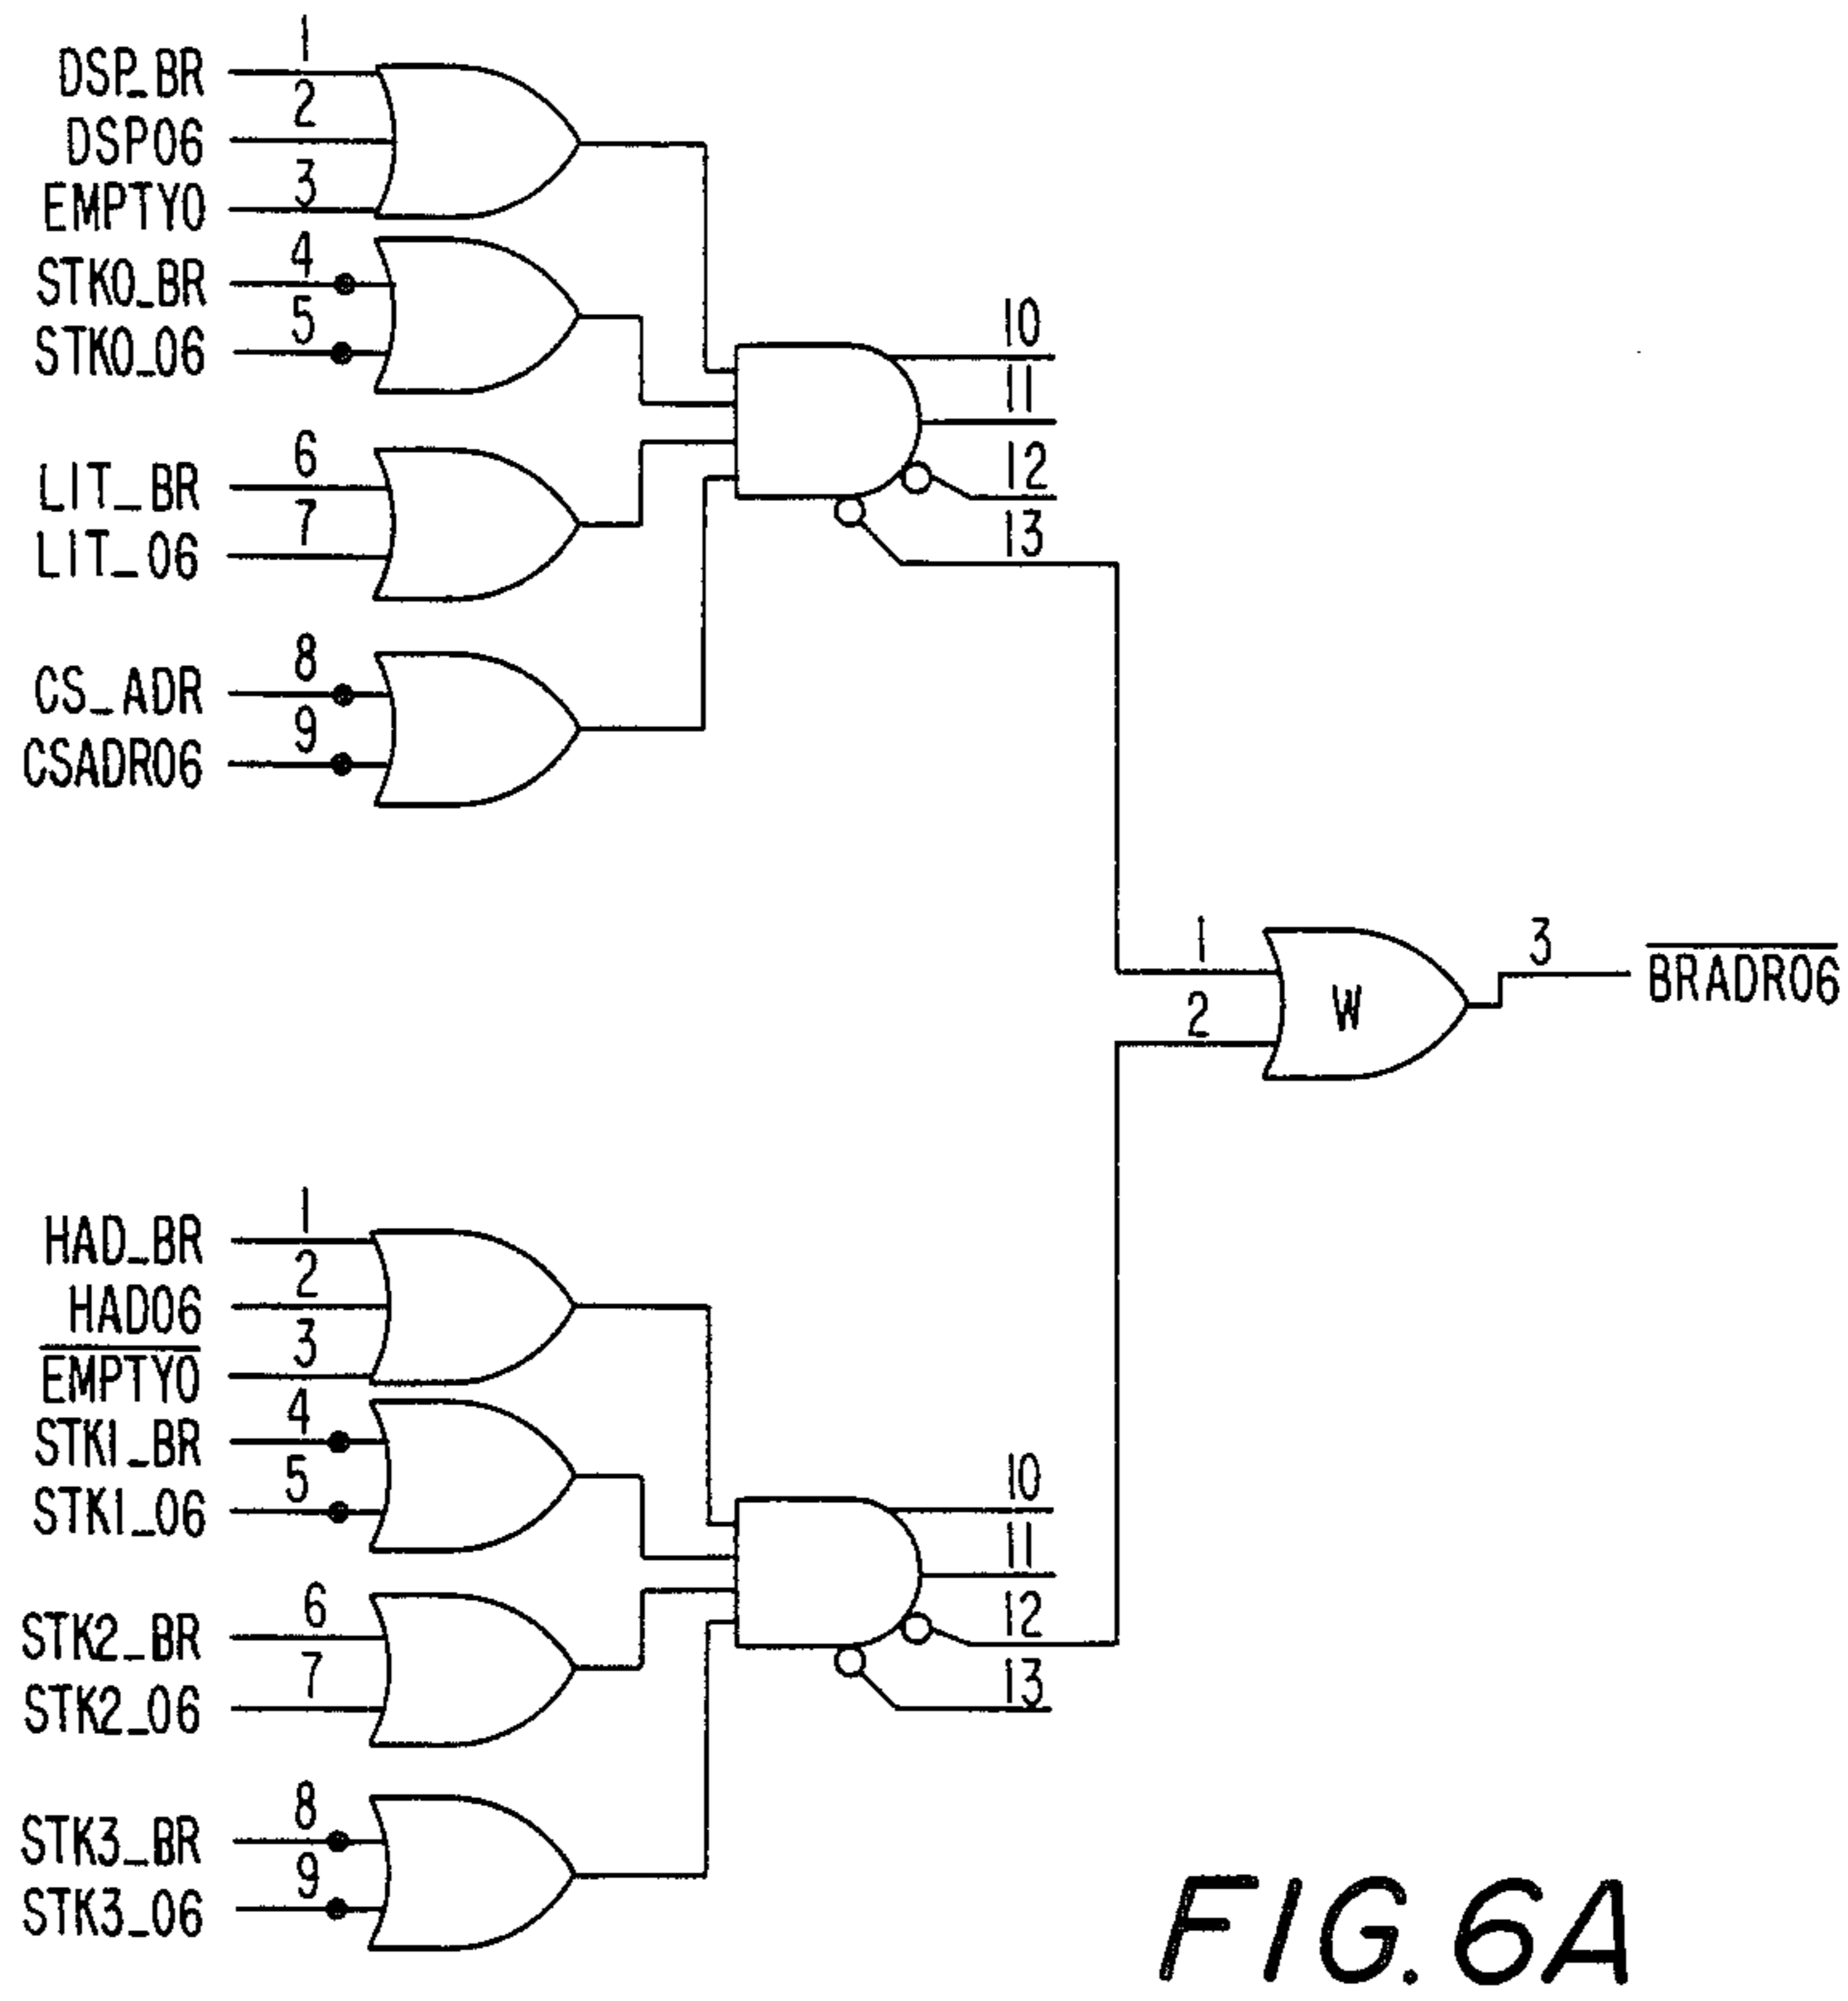 1
DSP_BR
2
DSP06
3
EMPTY0
4
STK0_BR
5
STK0_06
6
LIT_BR
7
LIT_06
8
CS_ADR
9
CSADR06
10
11
12
13
1
2
W
3
BRADR06
1
HAD_BR
2
HAD06
3
EMPTY0
4
STK1_BR
5
STK1_06
6
STK2_BR
7
STK2_06
8
STK3_BR
9
STK3_06
10
11
12
13
FIG. 6A